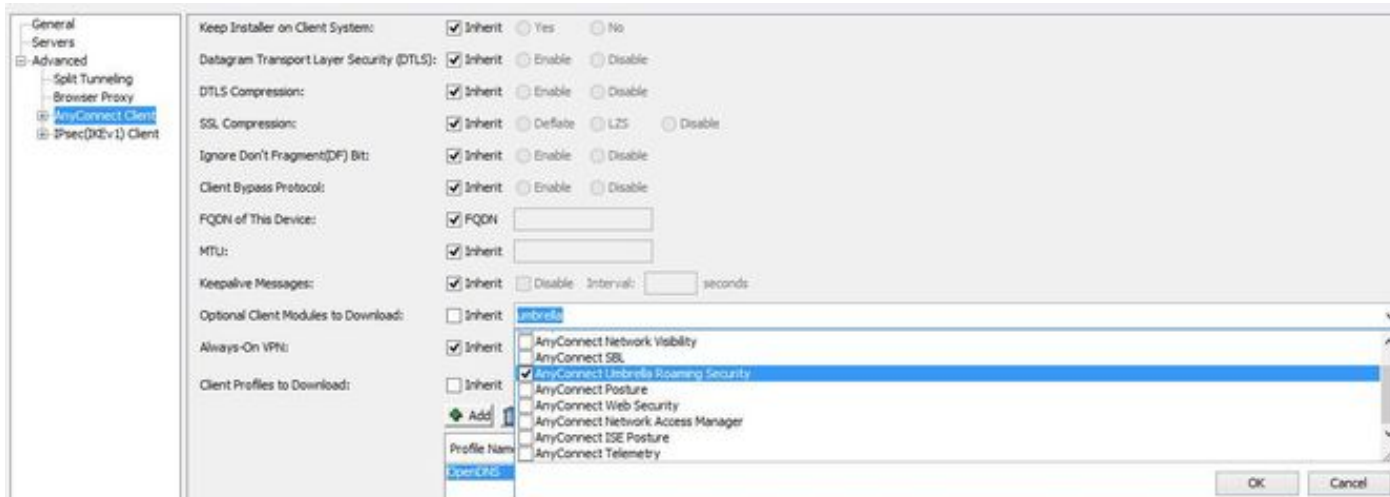 General
Servers
Advanced
Split Tunneling
Browser Proxy
AnyConnect Client
IPsec(IKEv1) Client
Keep Installer on Client System: Inherit Yes No
Datagram Transport Layer Security (DTLS): Inherit Enable Disable
DTLS Compression: Inherit Enable Disable
SSL Compression: Inherit Deflate LZS Disable
Ignore Don't Fragment(DF) Bit: Inherit Enable Disable
Client Bypass Protocol: Inherit Enable Disable
FQDN of This Device: FQDN
MTU: Inherit
Keepalive Messages: Inherit Disable Interval: seconds
Optional Client Modules to Download: Inherit umbrella
AnyConnect Network Visibility
Always-On VPN: Inherit
AnyConnect SBL
AnyConnect Umbrella Roaming Security
Client Profiles to Download: Inherit
AnyConnect Posture
AnyConnect Web Security
Add
AnyConnect Network Access Manager
AnyConnect ISE Posture
Profile Nam
AnyConnect Telemetry
OpenDNS
OK Cancel